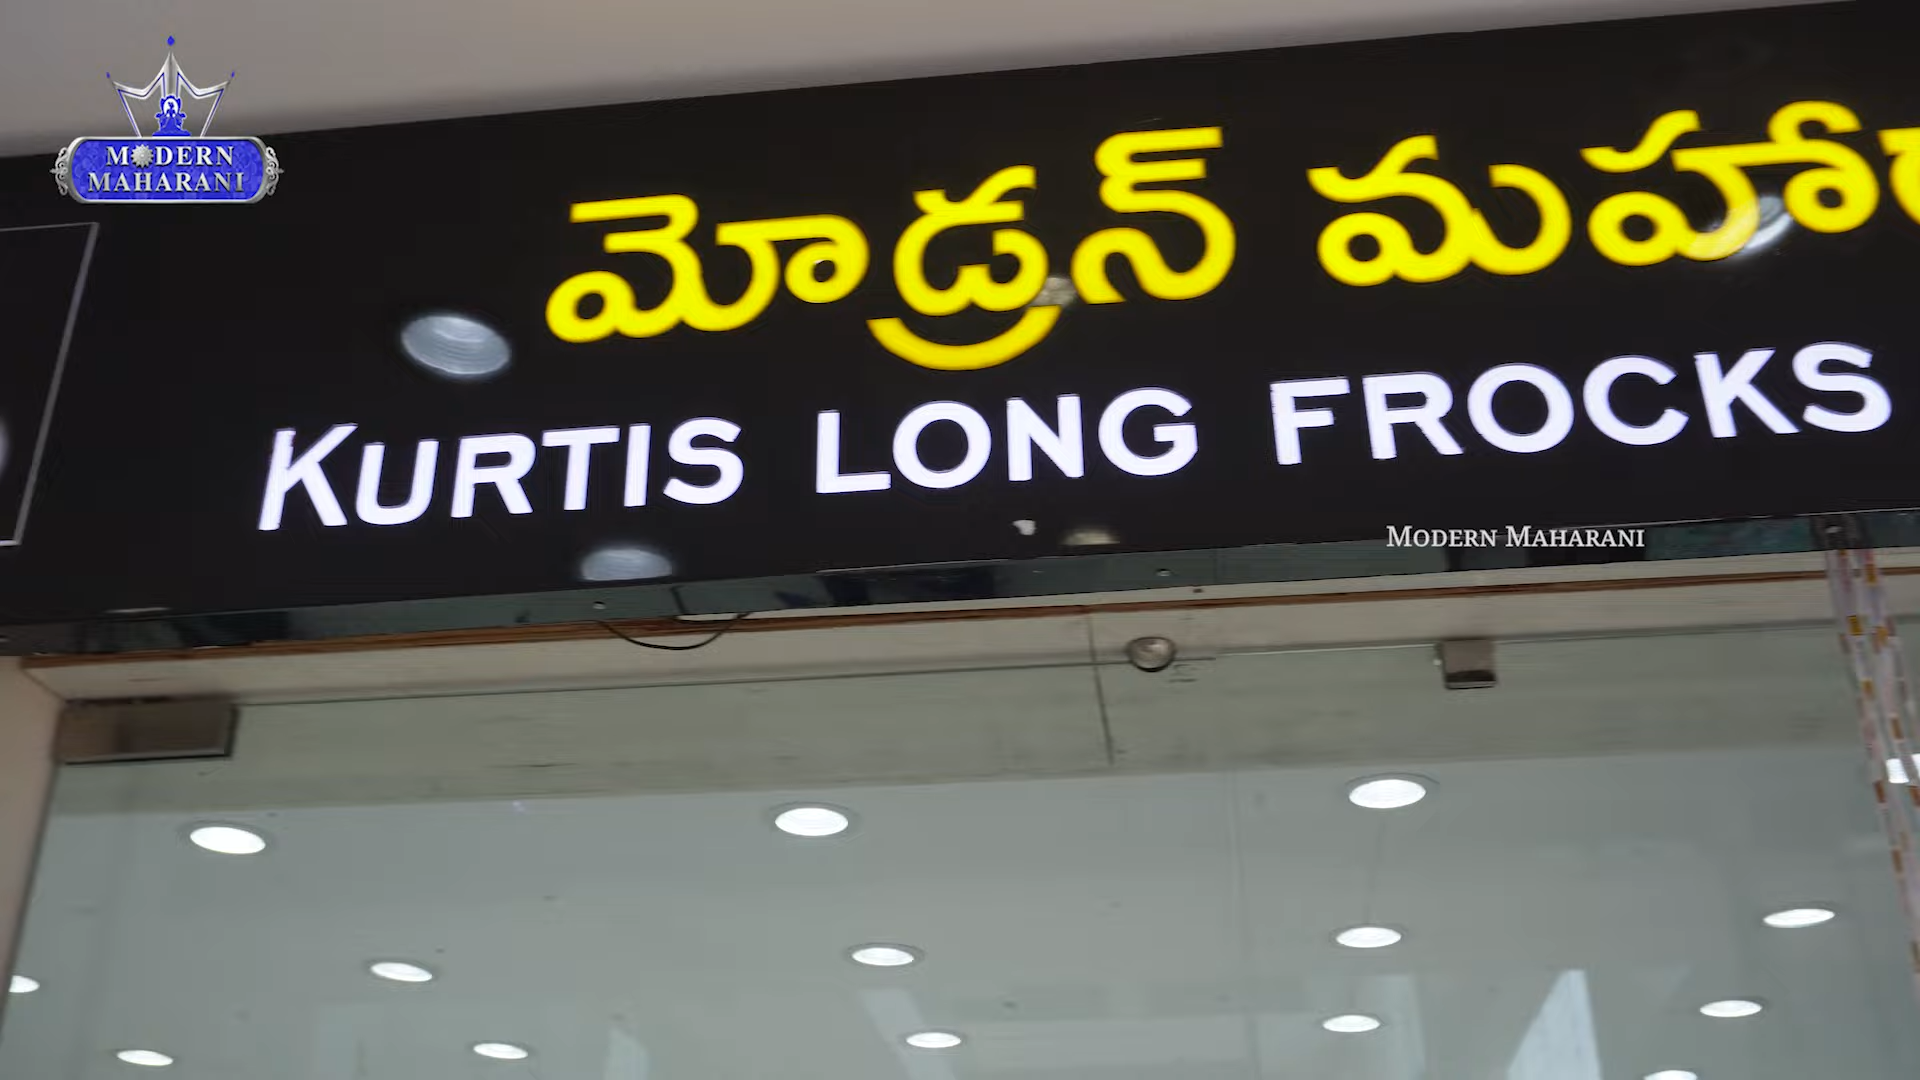 MODERN
MAHARANI
మోడ్రన్
KURTIS LONG FROCKS
MODERN MAHARANI